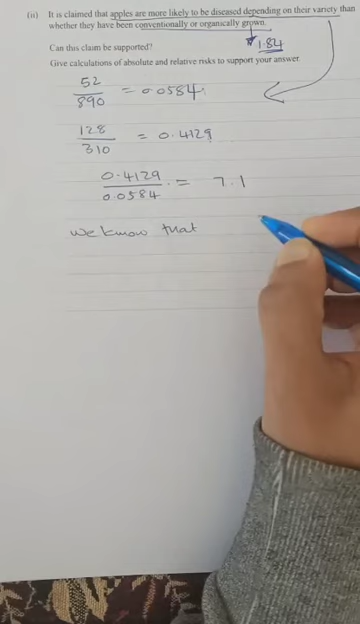 (ii) It is claimed that apples are more likely to be diseased depending on their variety than
whether they have been conventionally or organically grown.
1.84
Can this claim be supported?
Give calculations of absolute and relative risks to support your answer.
52/890 = 0.0584
128/310 = 0.4129
0.4129/0.0584 = 7.1
We know that